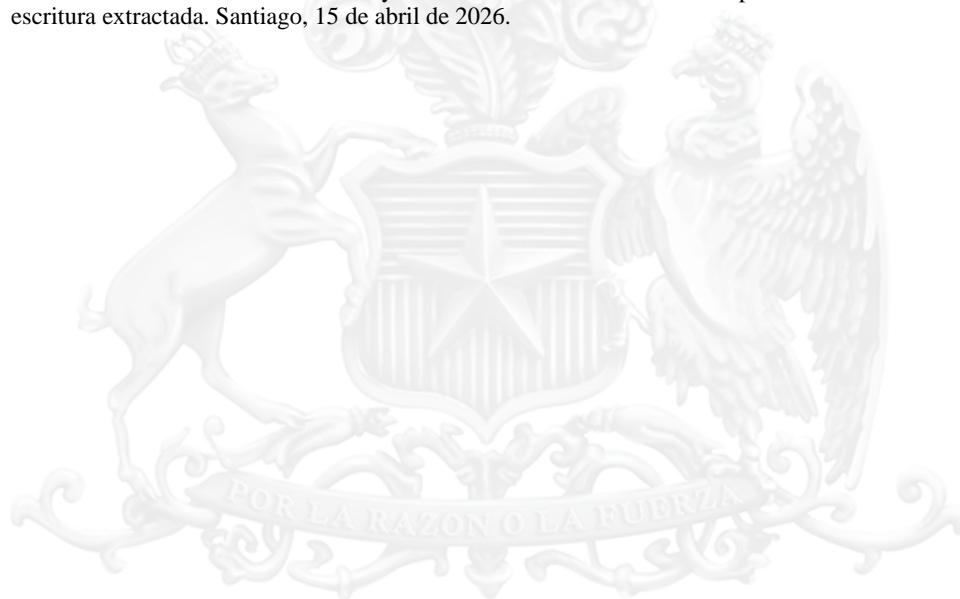 escritura extractada. Santiago, 15 de abril de 2026.
POR LA RAZON O LA FUERZA